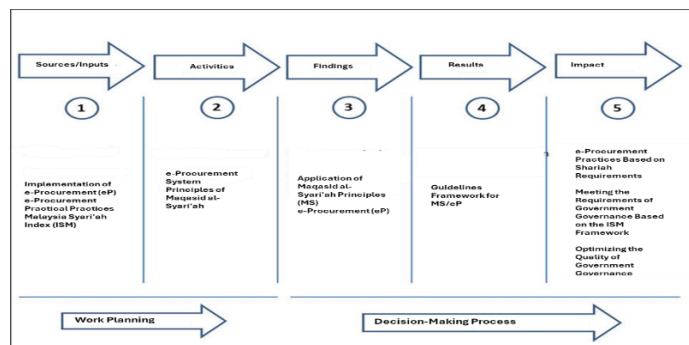 Sources/Inputs
Activities
Findings
Results
Impact
1
2
3
4
5
Implementation of
e-Procurement (eP)
e-Procurement
Practical Practices
Malaysia Syari'ah
Index (ISM)
e-Procurement
System
Principles of
Maqasid al-
Syari'ah
Application of
Maqasid al-
Syari'ah Principles
(MS)
e-Procurement (eP)
Guidelines
Framework for
MS/eP
e-Procurement
Practices Based on
Shariah
Requirements
Meeting the
Requirements of
Government
Governance Based
on the ISM
Framework
Optimizing the
Quality of
Government
Governance
Work Planning
Decision-Making Process